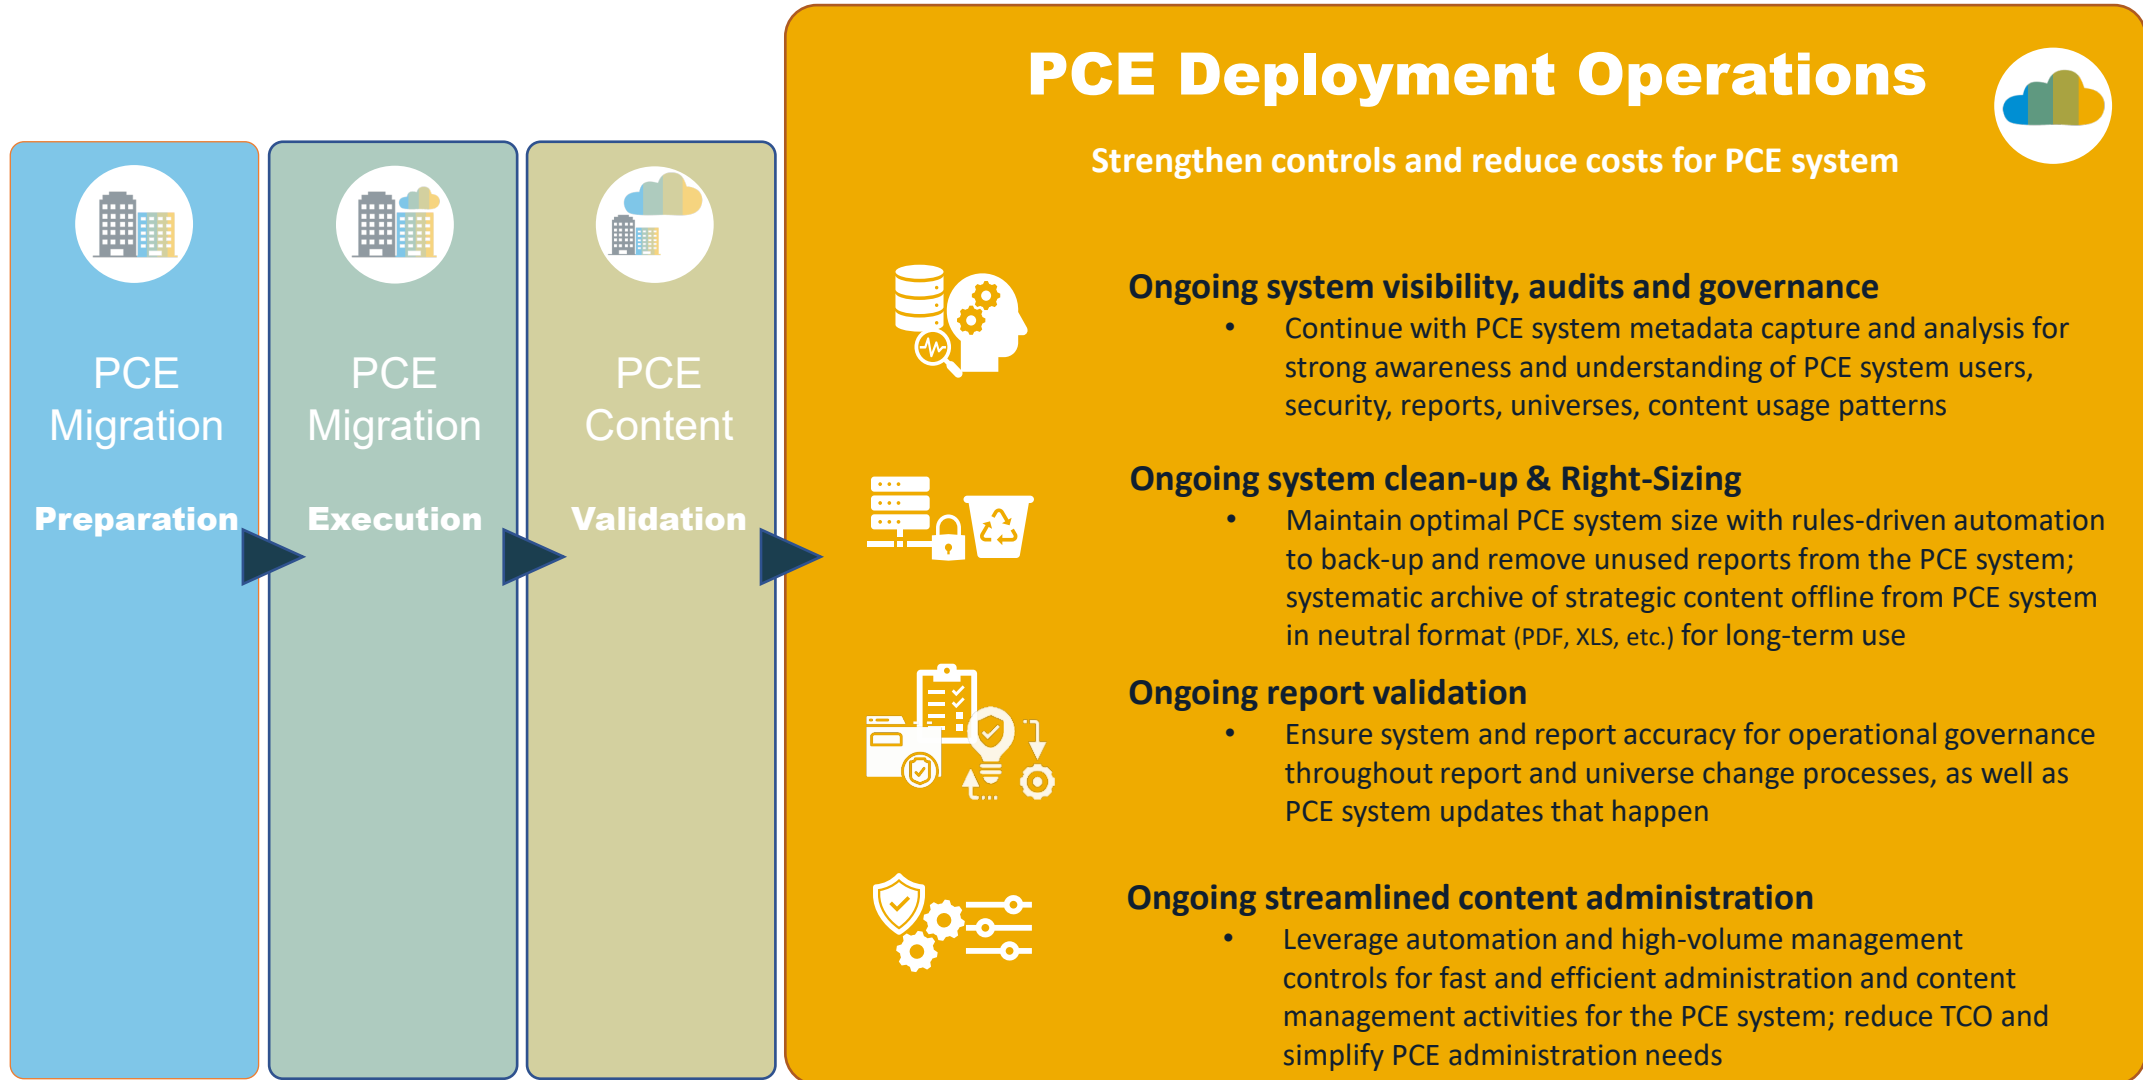 PCE
Migration
Preparation
PCE
Migration
Execution
PCE
Content
Validation
PCE Deployment Operations
Strengthen controls and reduce costs for PCE system
Ongoing system visibility, audits and governance
• Continue with PCE system metadata capture and analysis for
strong awareness and understanding of PCE system users,
security, reports, universes, content usage patterns
Ongoing system clean-up & Right-Sizing
• Maintain optimal PCE system size with rules-driven automation
to back-up and remove unused reports from the PCE system;
systematic archive of strategic content offline from PCE system
in neutral format (PDF, XLS, etc.) for long-term use
Ongoing report validation
• Ensure system and report accuracy for operational governance
throughout report and universe change processes, as well as
PCE system updates that happen
Ongoing streamlined content administration
• Leverage automation and high-volume management
controls for fast and efficient administration and content
management activities for the PCE system; reduce TCO and
simplify PCE administration needs